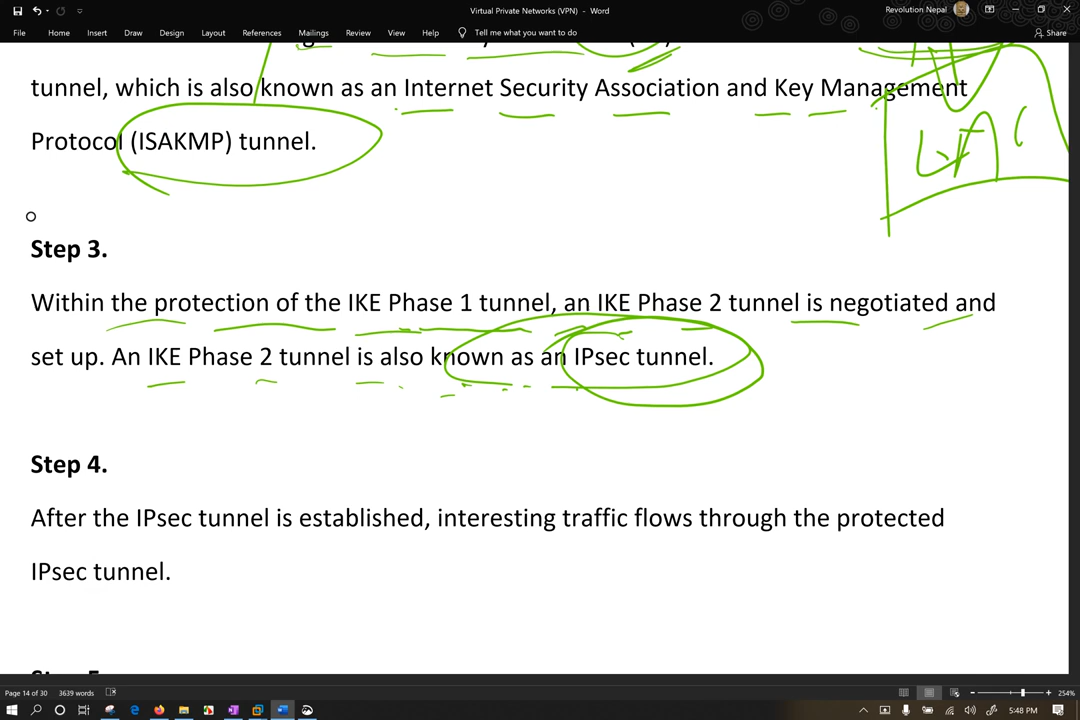 Virtual Private Networks (VPN) - Word
Revolution Nepal
File Home Insert Draw Design Layout References Mailings Review View Help Tell me what you want to do Share
tunnel, which is also known as an Internet Security Association and Key Management
Protocol (ISAKMP) tunnel.
Step 3.
Within the protection of the IKE Phase 1 tunnel, an IKE Phase 2 tunnel is negotiated and
set up. An IKE Phase 2 tunnel is also known as an IPsec tunnel.
Step 4.
After the IPsec tunnel is established, interesting traffic flows through the protected
IPsec tunnel.
Page 14 of 30 3639 words 254%
5:48 PM